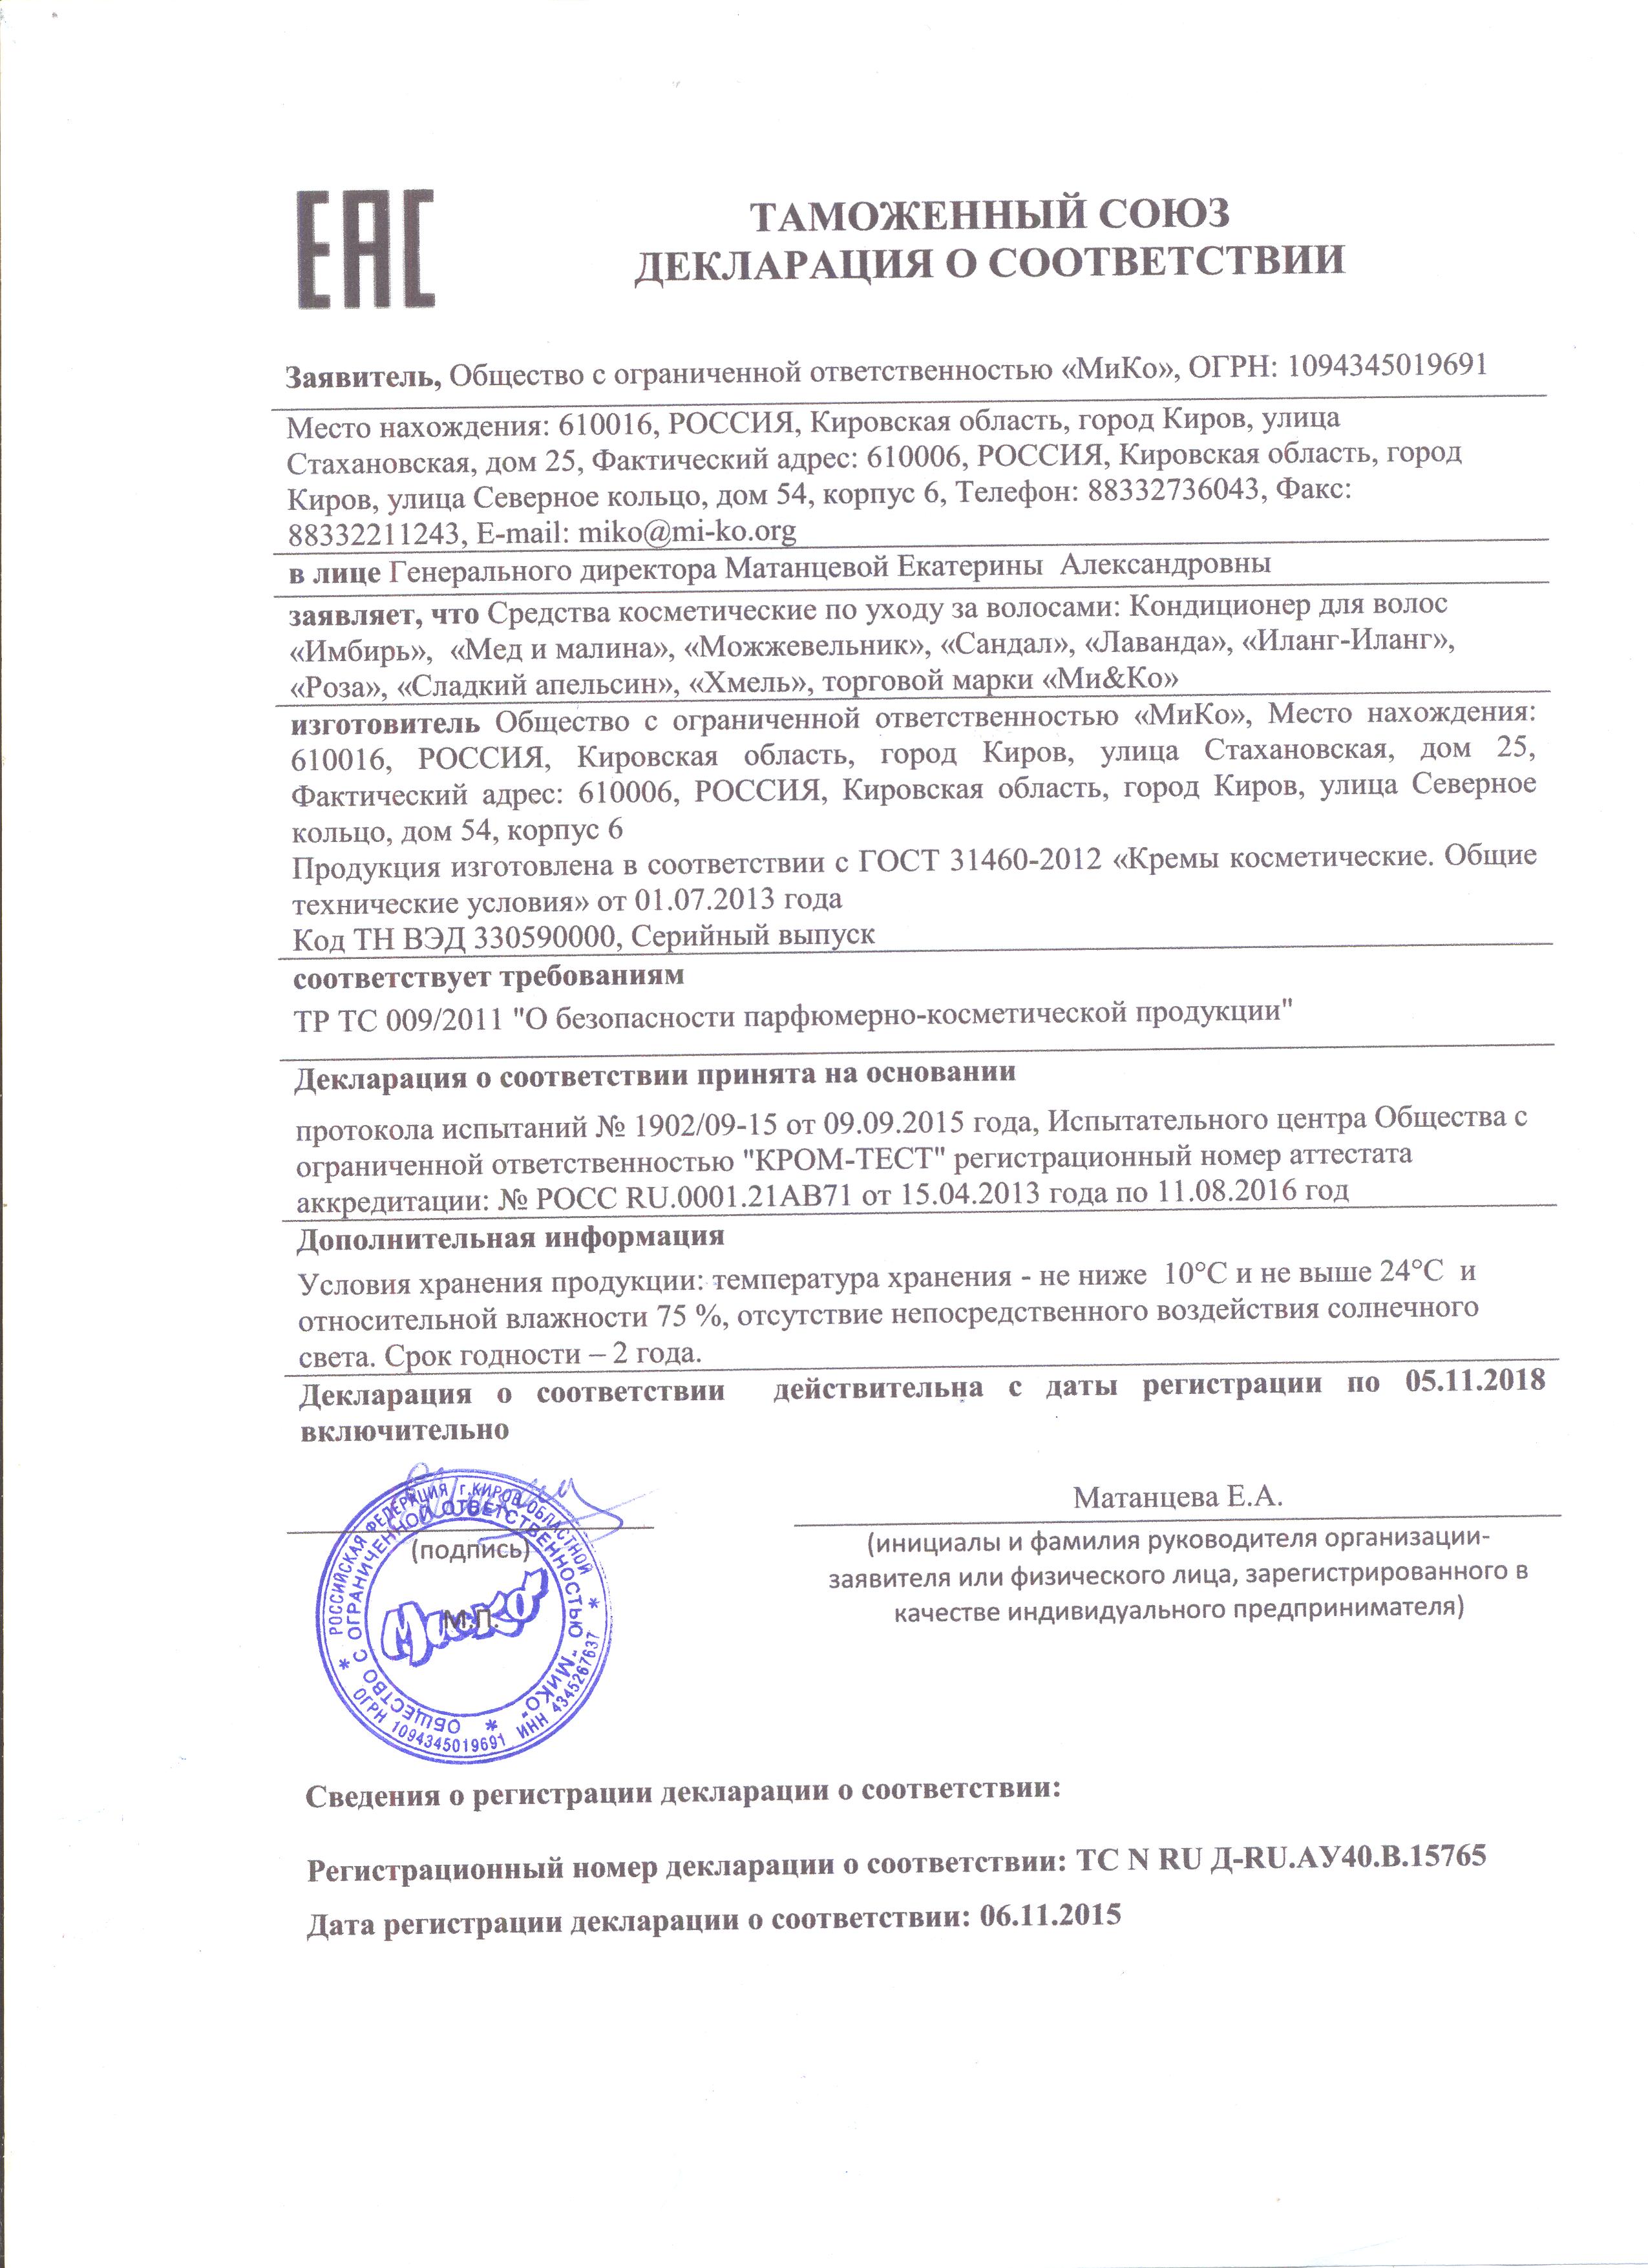 ЕАС
ТАМОЖЕННЫЙ СОЮЗ
ДЕКЛАРАЦИЯ О СООТВЕТСТВИИ
Заявитель, Общество с ограниченной ответственностью «МиКо», ОГРН: 1094345019691
Место нахождения: 610016, РОССИЯ, Кировская область, город Киров, улица
Стахановская, дом 25, Фактический адрес: 610006, РОССИЯ, Кировская область, город
Киров, улица Северное кольцо, дом 54, корпус 6, Телефон: 88332736043, Факс:
88332211243, E-mail: miko@mi-ko.org
в лице Генерального директора Матанцевой Екатерины Александровны
заявляет, что Средства косметические по уходу за волосами: Кондиционер для волос
«Имбирь», «Мед и малина», «Можжевельник», «Сандал», «Лаванда», «Иланг-Иланг»,
«Роза», «Сладкий апельсин», «Хмель», торговой марки «Ми&Ко»
изготовитель Общество с ограниченной ответственностью «МиКо», Место нахождения:
610016, РОССИЯ, Кировская область, город Киров, улица Стахановская, дом 25,
Фактический адрес: 610006, РОССИЯ, Кировская область, город Киров, улица Северное
кольцо, дом 54, корпус 6
Продукция изготовлена в соответствии с ГОСТ 31460-2012 «Кремы косметические. Общие
технические условия» от 01.07.2013 года
Код ТН ВЭД 330590000, Серийный выпуск
соответствует требованиям
ТР ТС 009/2011 "О безопасности парфюмерно-косметической продукции"
Декларация о соответствии принята на основании
протокола испытаний № 1902/09-15 от 09.09.2015 года, Испытательного центра Общества с
ограниченной ответственностью "КРОМ-ТЕСТ" регистрационный номер аттестата
аккредитации: № РОСС RU.0001.21АВ71 от 15.04.2013 года по 11.08.2016 год
Дополнительная информация
Условия хранения продукции: температура хранения - не ниже 10°С и не выше 24°С и
относительной влажности 75 %, отсутствие непосредственного воздействия солнечного
света. Срок годности – 2 года.
Декларация о соответствии действительна с даты регистрации по 05.11.2018
включительно
Матанцева Е.А.
(подпись)
(инициалы и фамилия руководителя организации-
заявителя или физического лица, зарегистрированного в
качестве индивидуального предпринимателя)
М.П.
РОССИЙСКАЯ ФЕДЕРАЦИЯ г.КИРОВ ОБЛАСТНОЙ
* ОГРН 1094345019691 ИНН 4345267637 *
ОБЩЕСТВО С ОГРАНИЧЕННОЙ ОТВЕТСТВЕННОСТЬЮ "МиКо" *
Мико
Сведения о регистрации декларации о соответствии:
Регистрационный номер декларации о соответствии: ТС N RU Д-RU.АУ40.В.15765
Дата регистрации декларации о соответствии: 06.11.2015